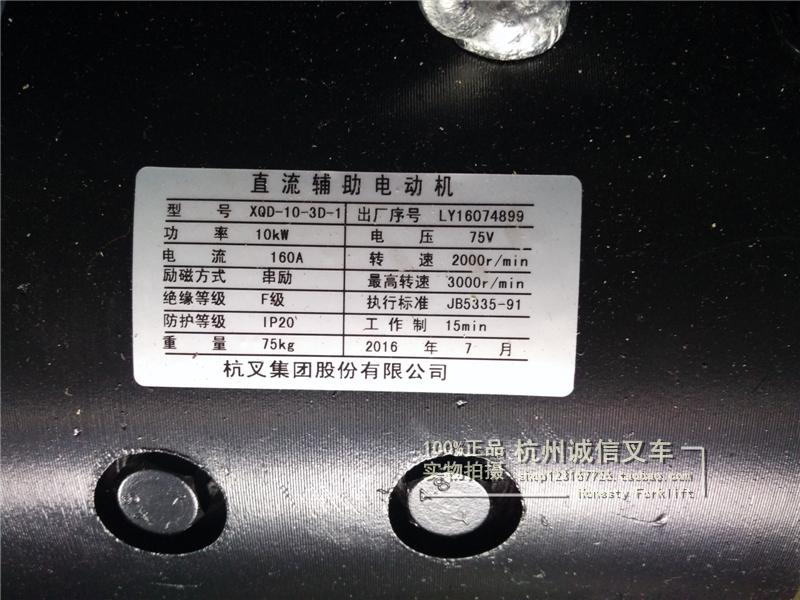 直流辅助电动机
型号 XQD-10-3D-1 出厂序号 LY16074899
功率 10kW 电压 75V
电流 160A 转速 2000r/min
励磁方式 串励 最高转速 3000r/min
绝缘等级 F级 执行标准 JB5335-91
防护等级 IP20 工作制 15min
重量 75kg 2016 年 7 月
杭叉集团股份有限公司
100%正品 杭州诚信叉车
实物拍摄
Honesty Forklift